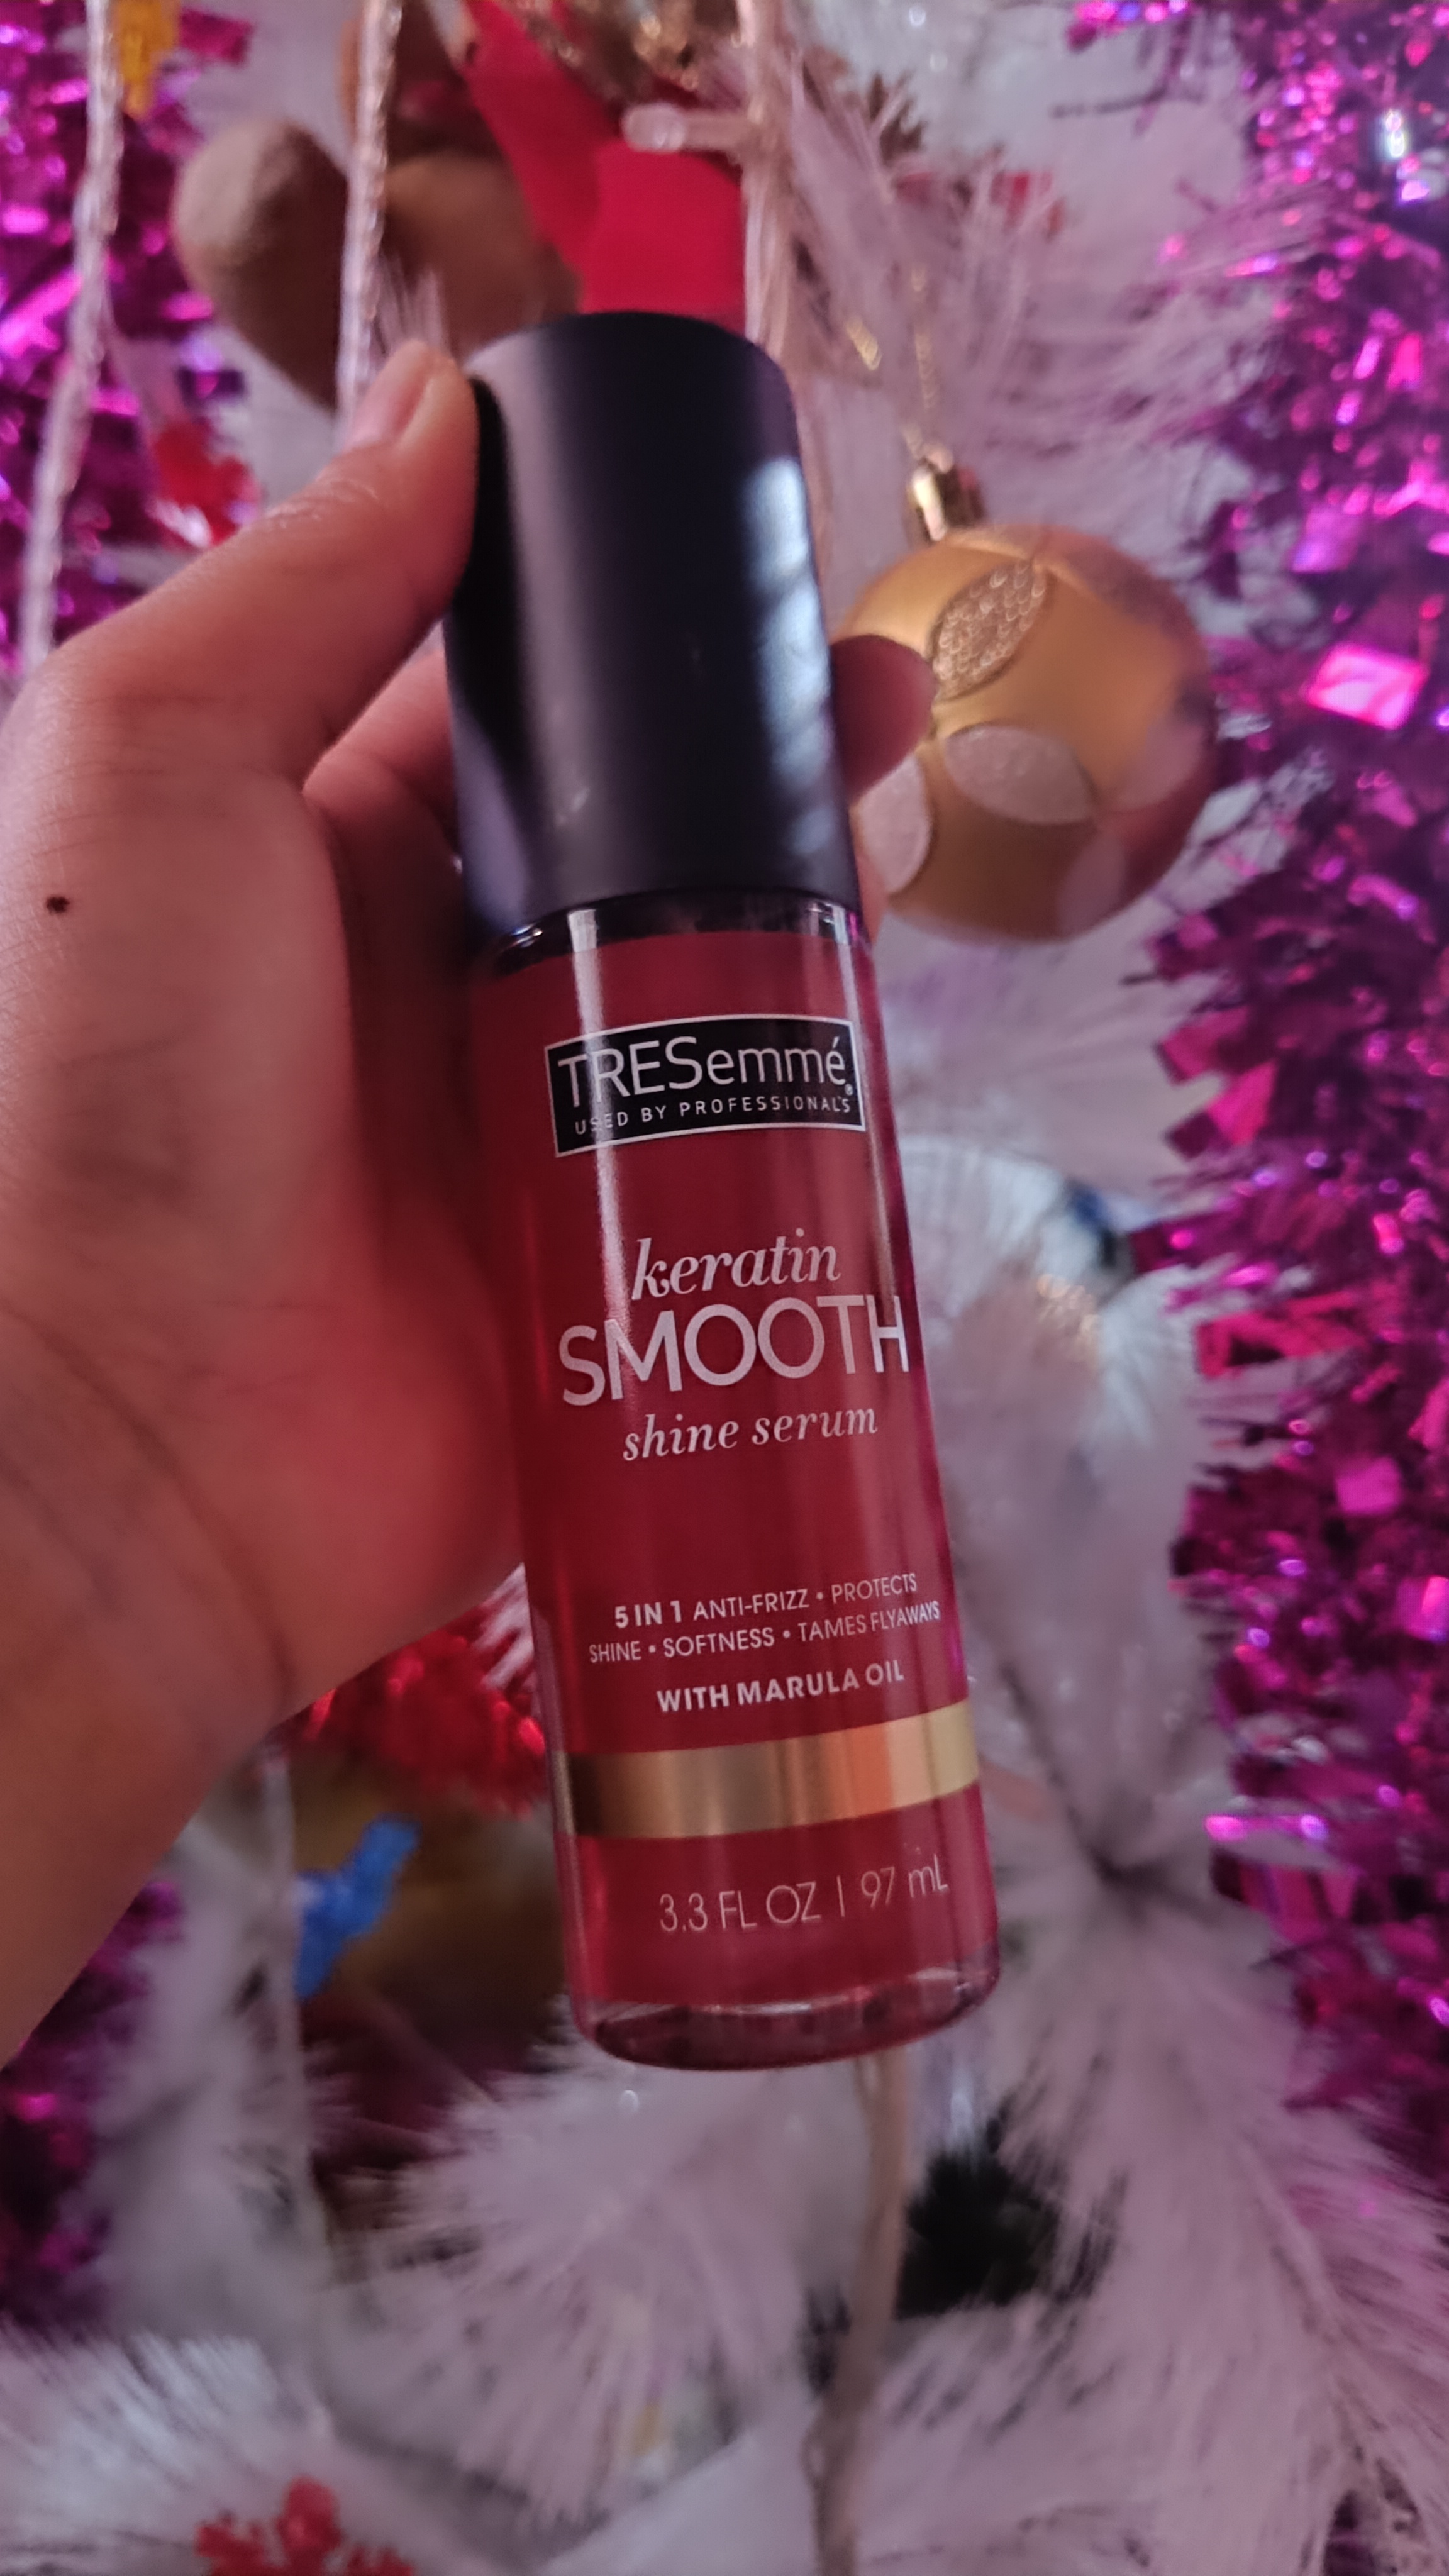 TRESemmé®
USED BY PROFESSIONALS
keratin
SMOOTH
shine serum
5 IN 1 ANTI-FRIZZ • PROTECTS
SHINE • SOFTNESS • TAMES FLYAWAYS
WITH MARULA OIL
3.3 FL OZ | 97 mL